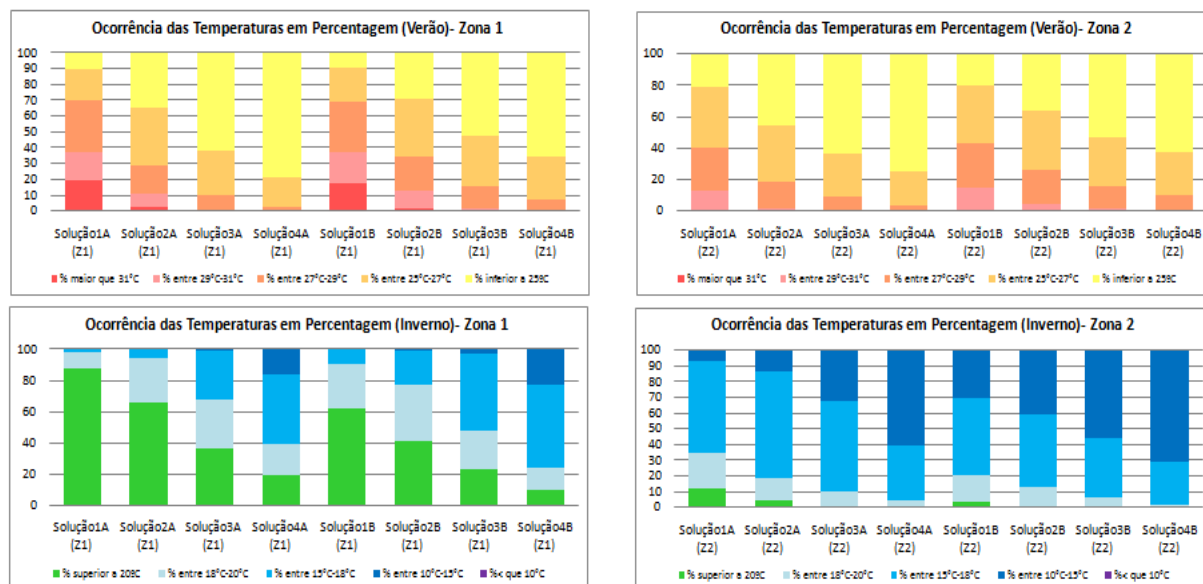 Ocorrência das Temperaturas em Percentagem (Verão)- Zona 1
100
90
80
70
60
50
40
30
20
10
0
Solução1A Solução2A Solução3A Solução4A Solução1B Solução2B Solução3B Solução4B
(Z1) (Z1) (Z1) (Z1) (Z1) (Z1) (Z1) (Z1)
% maior que 31°C % entre 29°C-31°C % entre 27°C-29°C % entre 25°C-27°C % inferior a 25ºC
Ocorrência das Temperaturas em Percentagem (Verão)- Zona 2
100
80
60
40
20
0
Solução1A Solução2A Solução3A Solução4A Solução1B Solução2B Solução3B Solução4B
(Z2) (Z2) (Z2) (Z2) (Z2) (Z2) (Z2) (Z2)
% maior que 31°C % entre 29°C-31°C % entre 27°C-29°C % entre 25°C-27°C % inferior a 25ºC
Ocorrência das Temperaturas em Percentagem (Inverno)- Zona 1
100
80
60
40
20
0
Solução1A Solução2A Solução3A Solução4A Solução1B Solução2B Solução3B Solução4B
(Z1) (Z1) (Z1) (Z1) (Z1) (Z1) (Z1) (Z1)
% superior a 20ºC % entre 18°C-20°C % entre 15°C-18°C % entre 10°C-15°C %< que 10°C
Ocorrência das Temperaturas em Percentagem (Inverno)- Zona 2
100
90
80
70
60
50
40
30
20
10
0
Solução1A Solução2A Solução3A Solução4A Solução1B Solução2B Solução3B Solução4B
(Z2) (Z2) (Z2) (Z2) (Z2) (Z2) (Z2) (Z2)
% superior a 20ºC % entre 18°C-20°C % entre 15°C-18°C % entre 10°C-15°C %< que 10°C